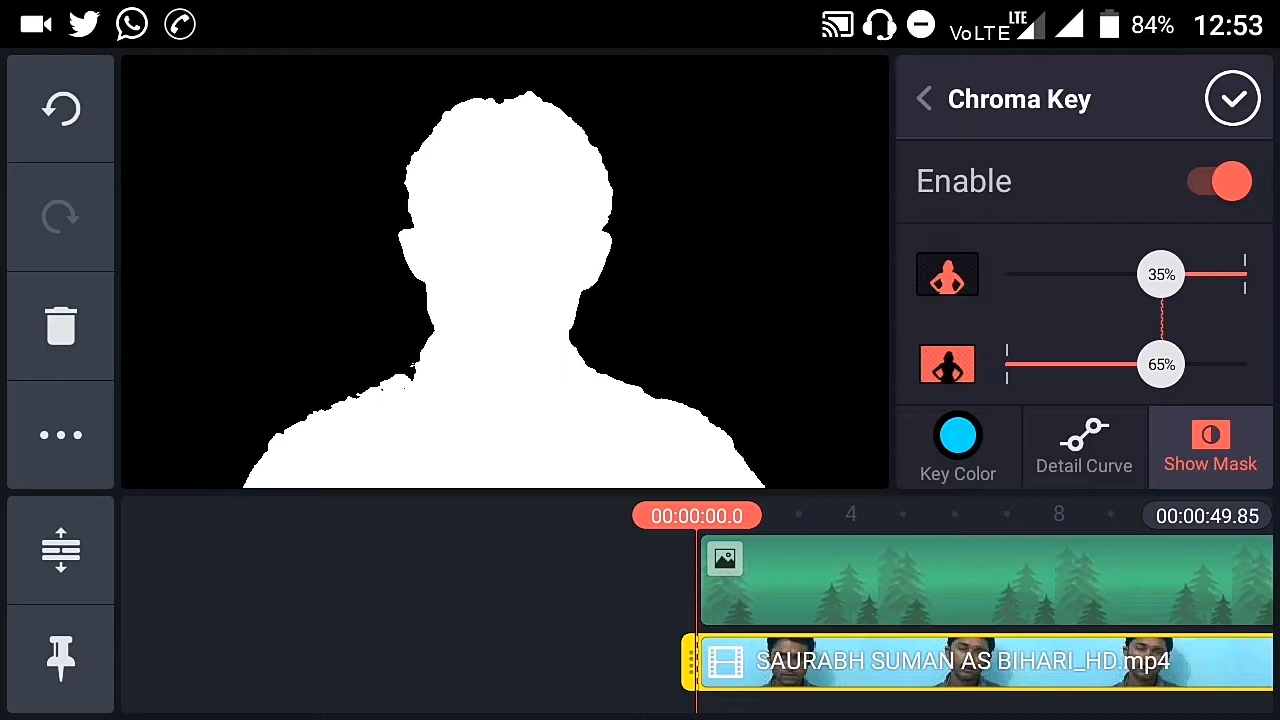 VoLTE LTE 84% 12:53
Chroma Key
Enable
35%
65%
Key Color
Detail Curve
Show Mask
00:00:00.0
4
8
00:00:49.85
SAURABH SUMAN AS BIHARI_HD.mp4